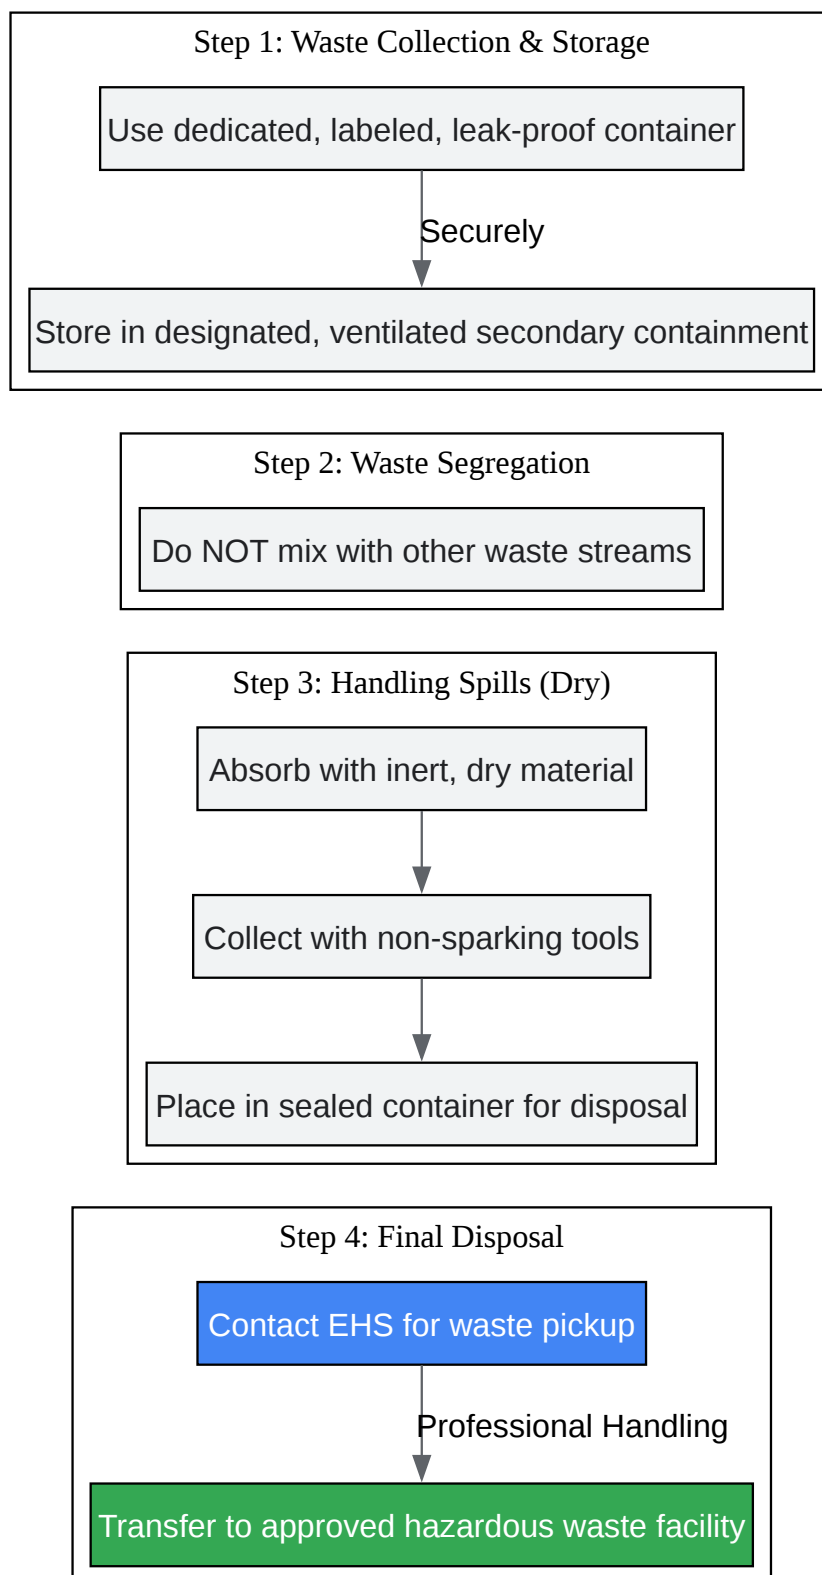 Step 1: Waste Collection & Storage
Use dedicated, labeled, leak-proof container
Securely
Store in designated, ventilated secondary containment
Step 2: Waste Segregation
Do NOT mix with other waste streams
Step 3: Handling Spills (Dry)
Absorb with inert, dry material
Collect with non-sparking tools
Place in sealed container for disposal
Step 4: Final Disposal
Contact EHS for waste pickup
Professional Handling
Transfer to approved hazardous waste facility